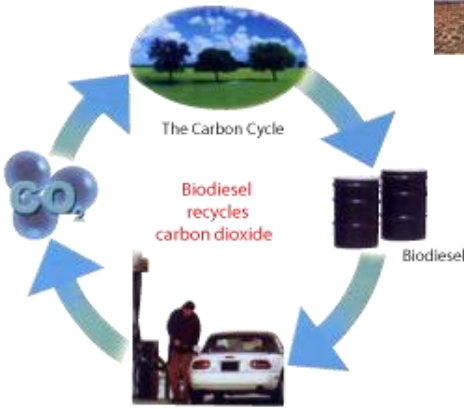 The Carbon Cycle
CO₂
Biodiesel
recycles
carbon dioxide
Biodiesel